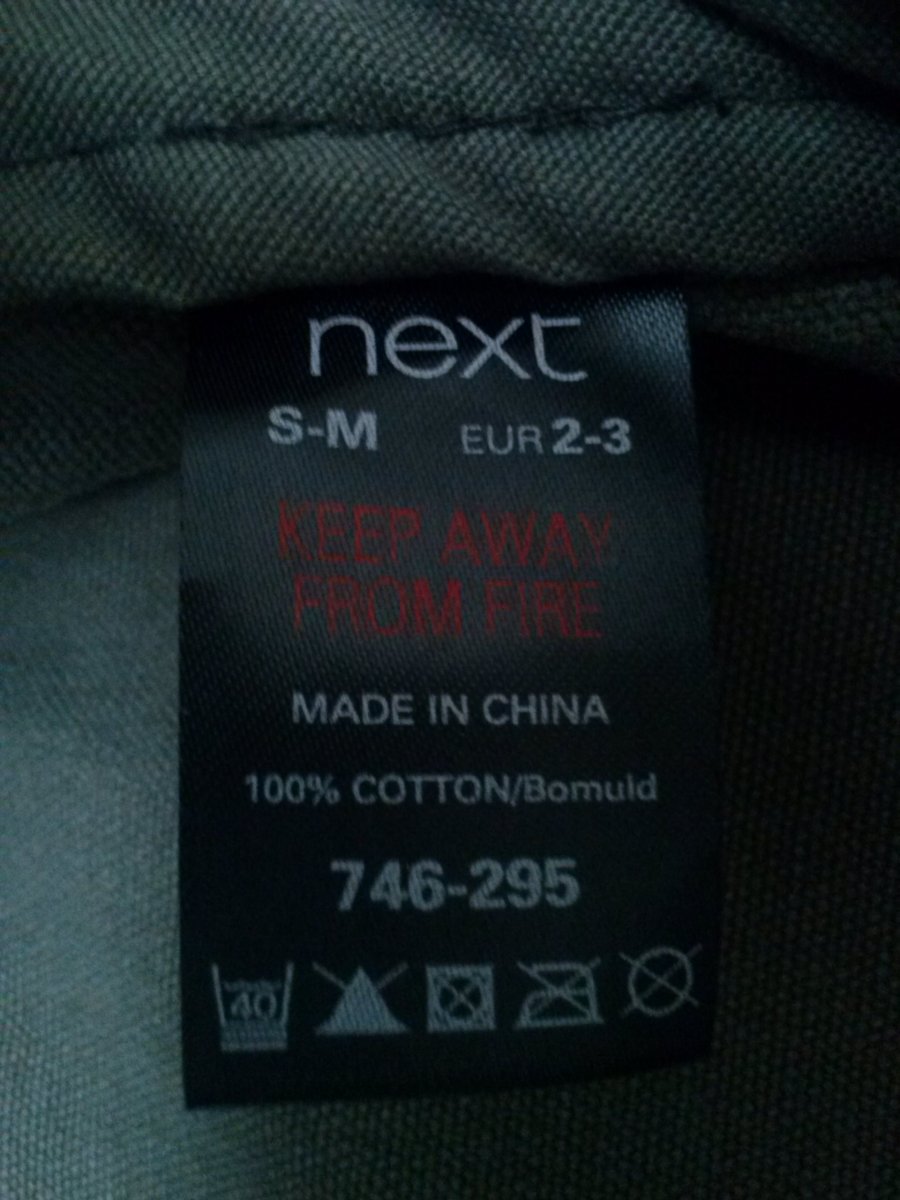 next
S-M EUR 2-3
KEEP AWAY
FROM FIRE
MADE IN CHINA
100% COTTON/Bomuld
746-295
40